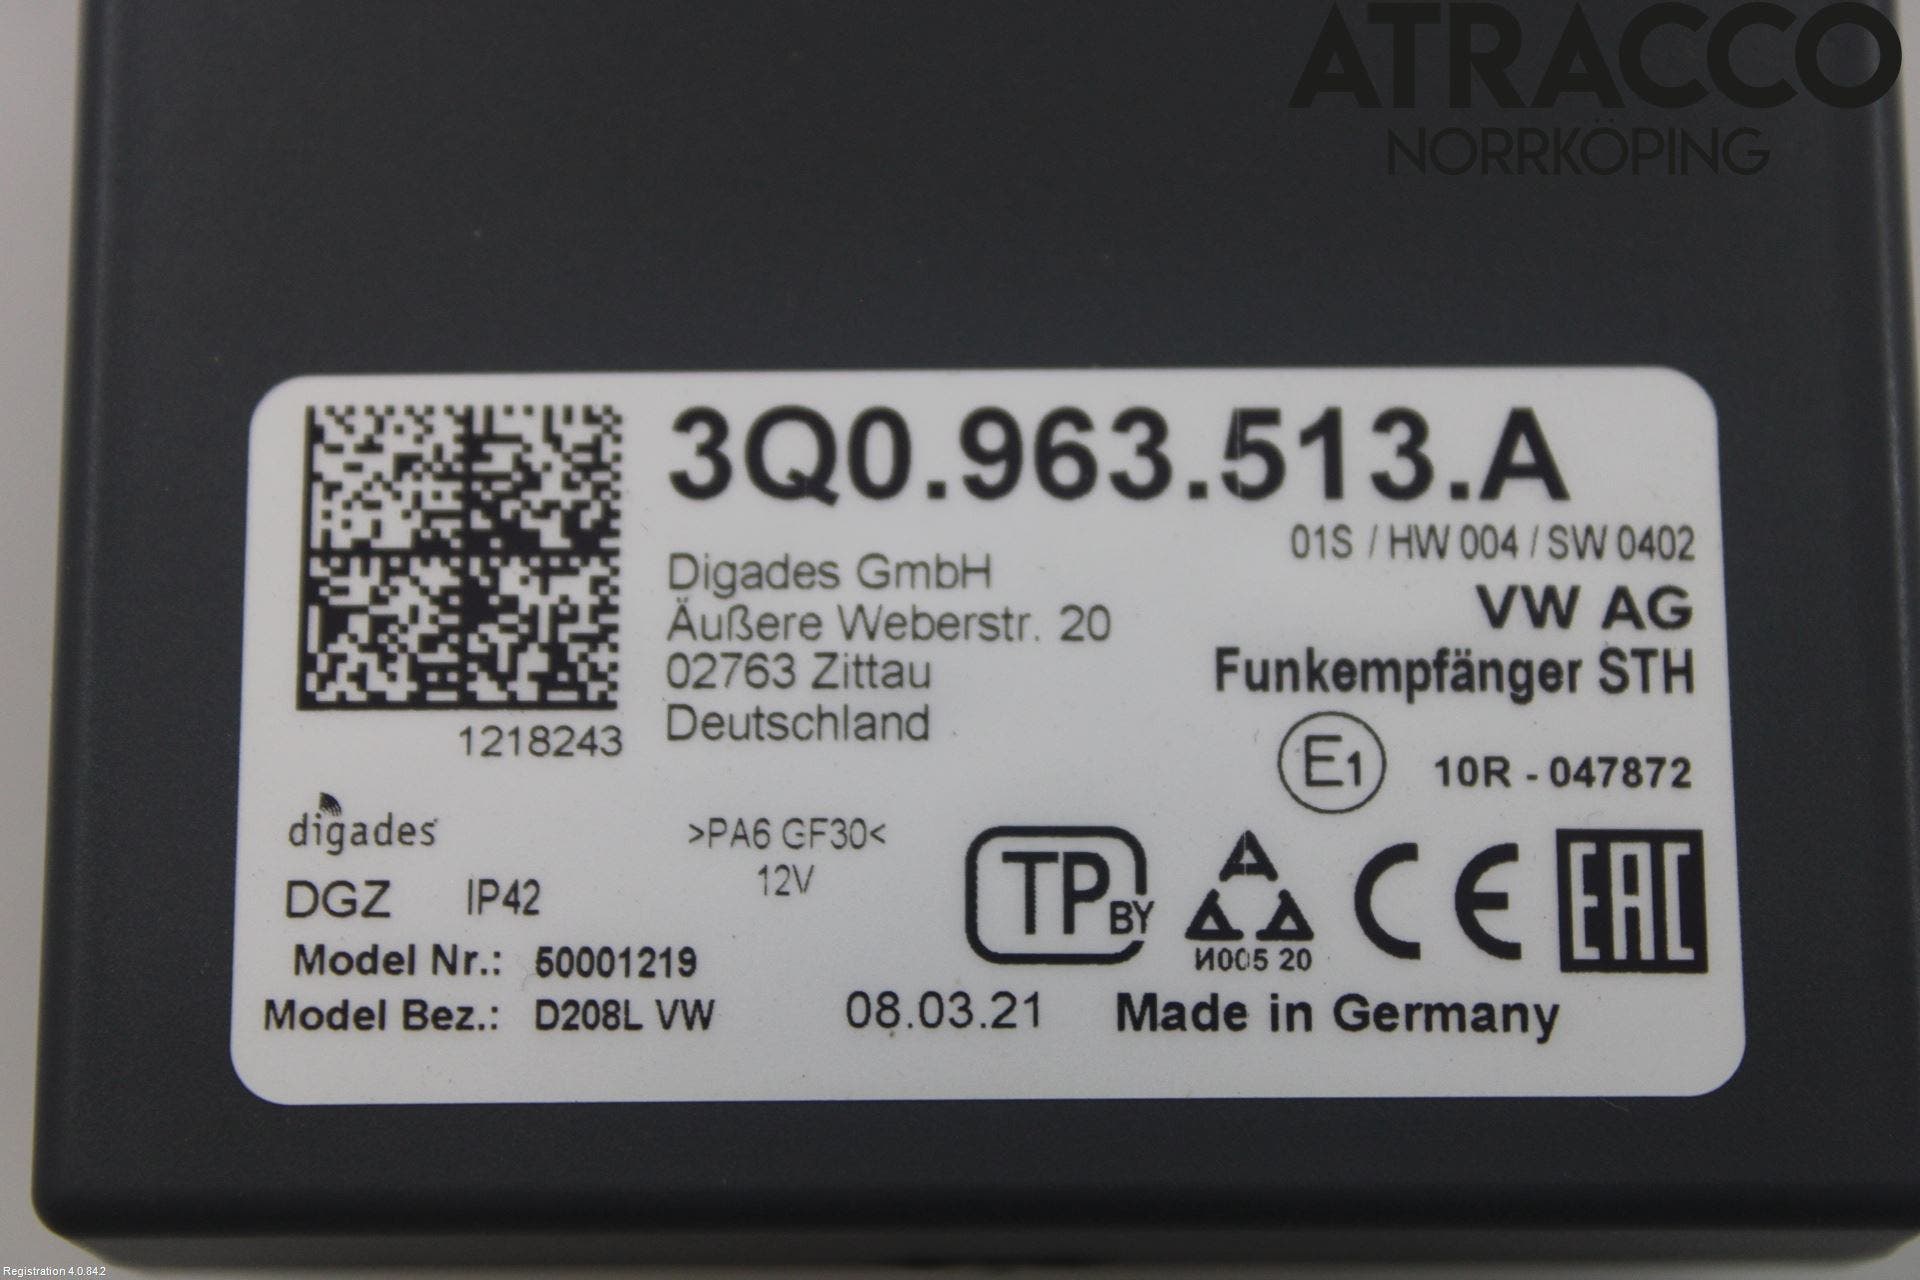 ATRACCO
NORRKÖPING
3Q0.963.513.A
01S / HW 004 / SW 0402
Digades GmbH
Äußere Weberstr. 20
02763 Zittau
Deutschland
VW AG
Funkempfänger STH
1218243
E1 10R - 047872
digades
>PA6 GF30<
12V
DGZ IP42
TP BY
И005 20
CE
EAC
Model Nr.: 50001219
Model Bez.: D208L VW
08.03.21
Made in Germany
Registration 4.0.84.2